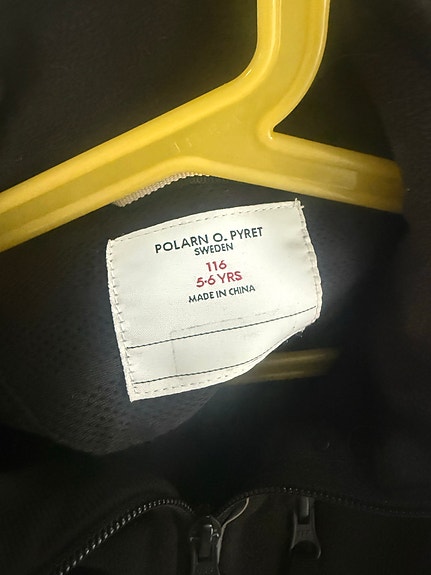 POLARN O. PYRET
SWEDEN
116
5-6 YRS
MADE IN CHINA